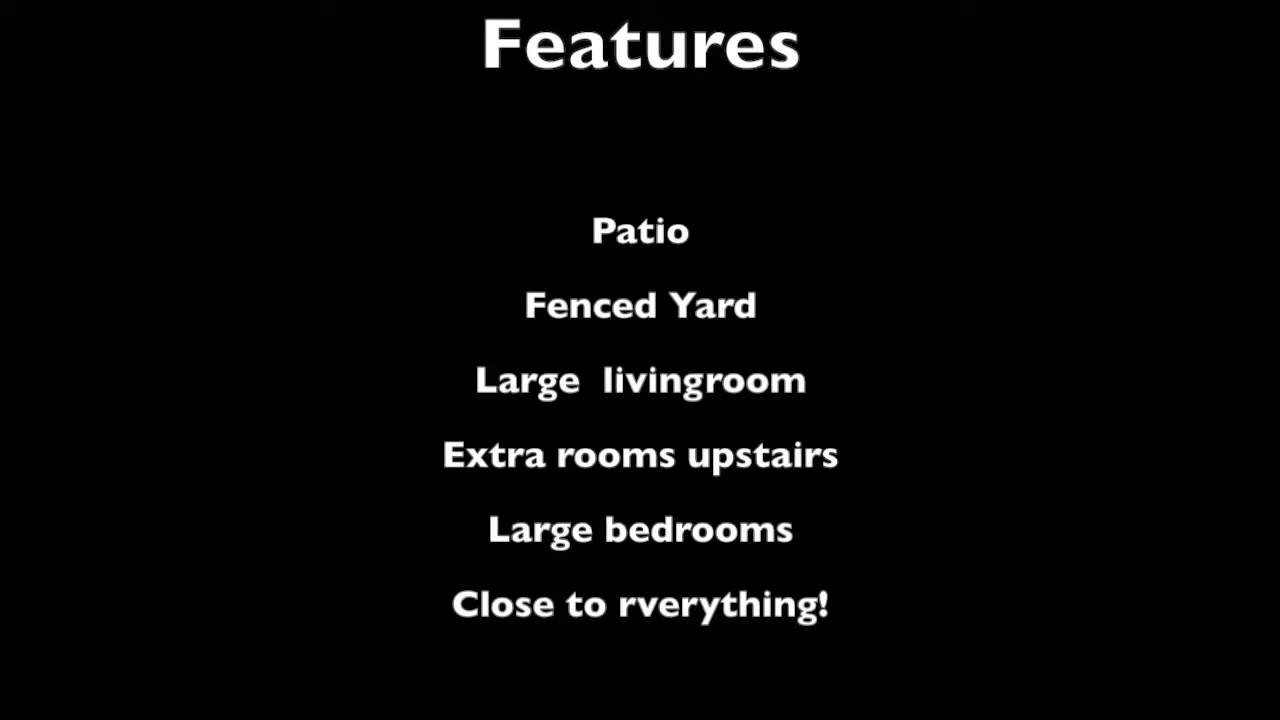 Features
Patio
Fenced Yard
Large  livingroom
Extra rooms upstairs
Large bedrooms
Close to rverything!